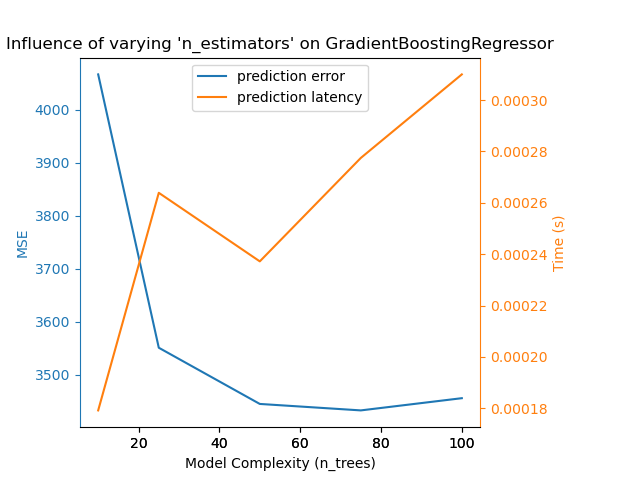 Influence of varying 'n_estimators' on GradientBoostingRegressor
prediction error
prediction latency
4000
3900
3800
3700
3600
3500
MSE
0.00030
0.00028
0.00026
0.00024
0.00022
0.00020
0.00018
Time (s)
20 40 60 80 100
Model Complexity (n_trees)